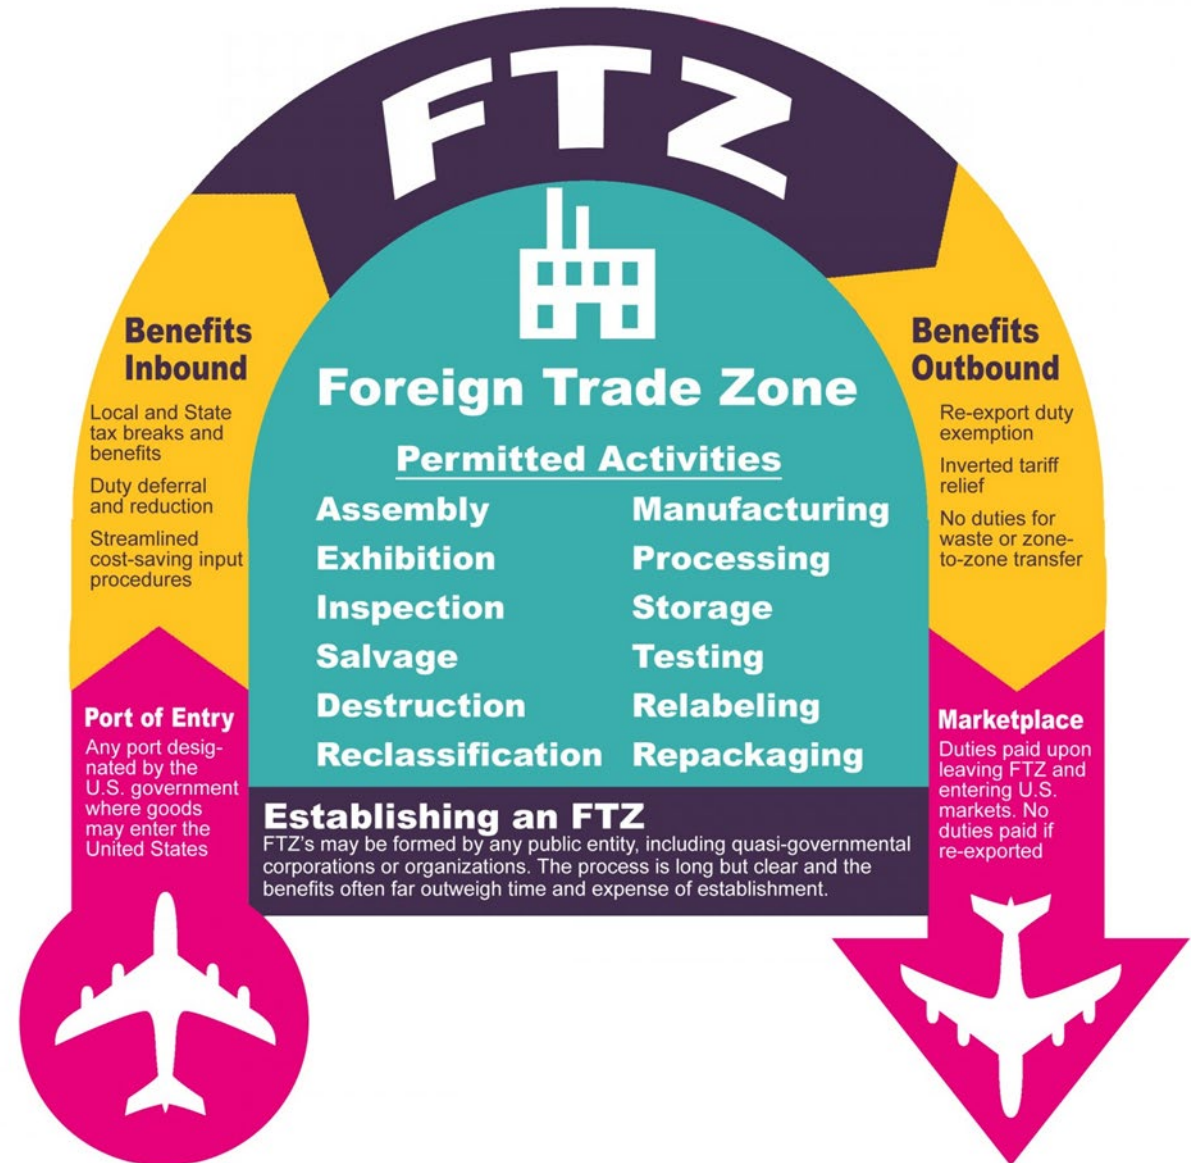 FTZ
Benefits
Inbound
Local and State
tax breaks and
benefits
Duty deferral
and reduction
Streamlined
cost-saving input
procedures
Port of Entry
Any port desig-
nated by the
U.S. government
where goods
may enter the
United States
Foreign Trade Zone
Permitted Activities
Assembly
Manufacturing
Exhibition
Processing
Inspection
Storage
Salvage
Testing
Destruction
Relabeling
Reclassification
Repackaging
Establishing an FTZ
FTZ's may be formed by any public entity, including quasi-governmental
corporations or organizations. The process is long but clear and the
benefits often far outweigh time and expense of establishment.
Benefits
Outbound
Re-export duty
exemption
Inverted tariff
relief
No duties for
waste or zone-
to-zone transfer
Marketplace
Duties paid upon
leaving FTZ and
entering U.S.
markets. No
duties paid if
re-exported